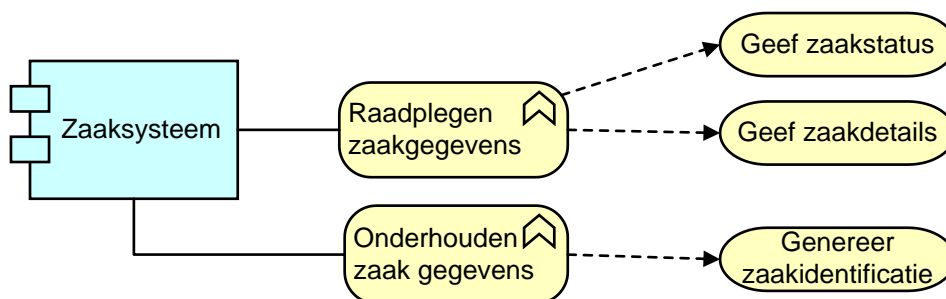 Zaaksysteem
Raadplegen
zaakgegevens
Geef zaakstatus
Geef zaakdetails
Onderhouden
zaak gegevens
Genereer
zaakidentificatie